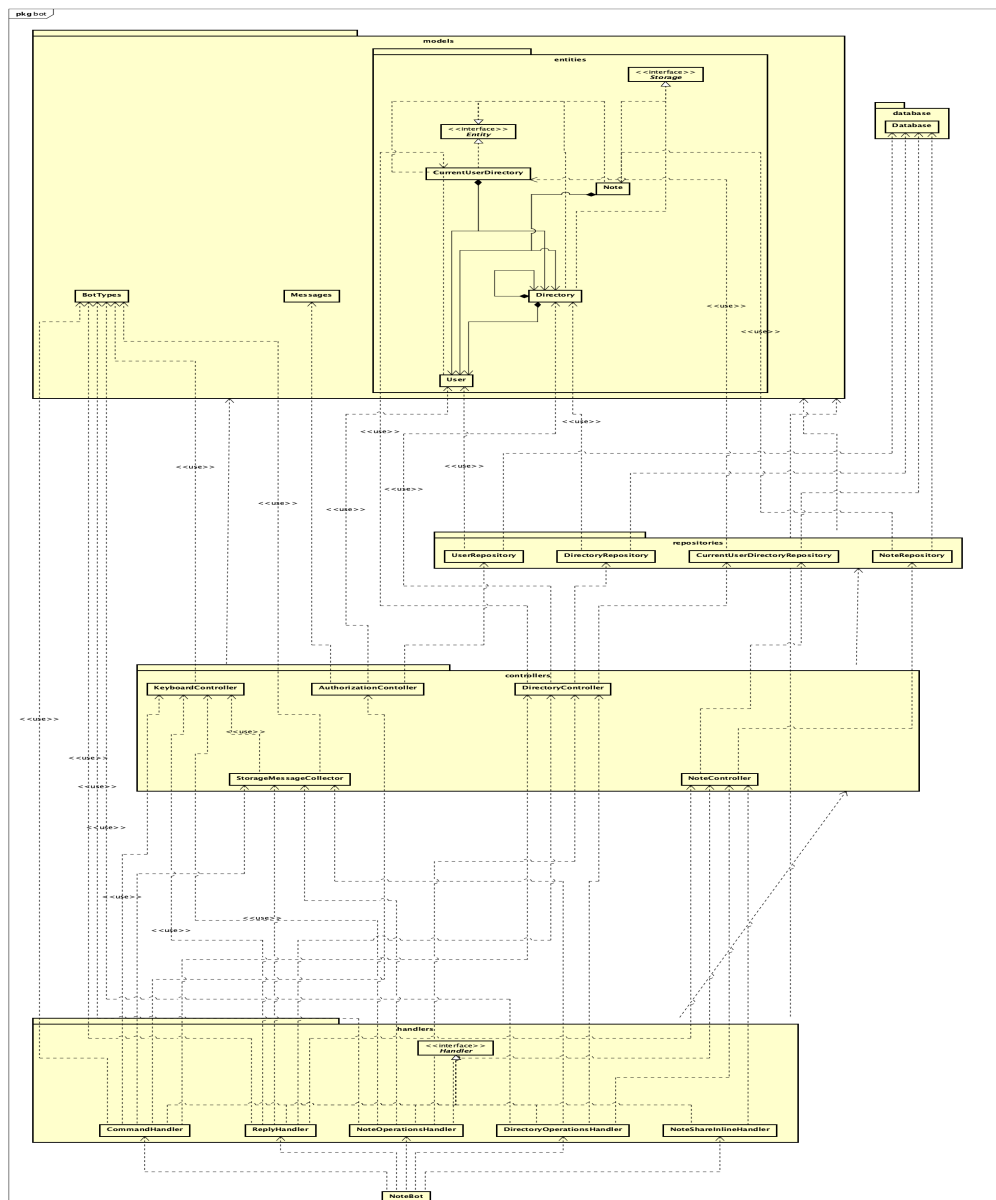 pkg bot
models
entities
<<interface>>
Storage
database
Database
<<interface>>
Entity
CurrentUserDirectory
Note
BotTypes
Messages
Directory
<<use>>
<<use>>
User
<<use>>
<<use>>
<<use>>
<<use>>
<<use>>
<<use>>
<<use>>
repositories
UserRepository
DirectoryRepository
CurrentUserDirectoryRepository
NoteRepository
controllers
KeyboardController
AuthorizationContoller
DirectoryController
<<use>>
<<use>>
<<use>>
StorageMessageCollector
NoteController
<<use>>
<<use>>
<<use>>
<<use>>
<<use>>
handlers
<<interface>>
Handler
CommandHandler
ReplyHandler
NoteOperationsHandler
DirectoryOperationsHandler
NoteShareInlineHandler
NoteBot